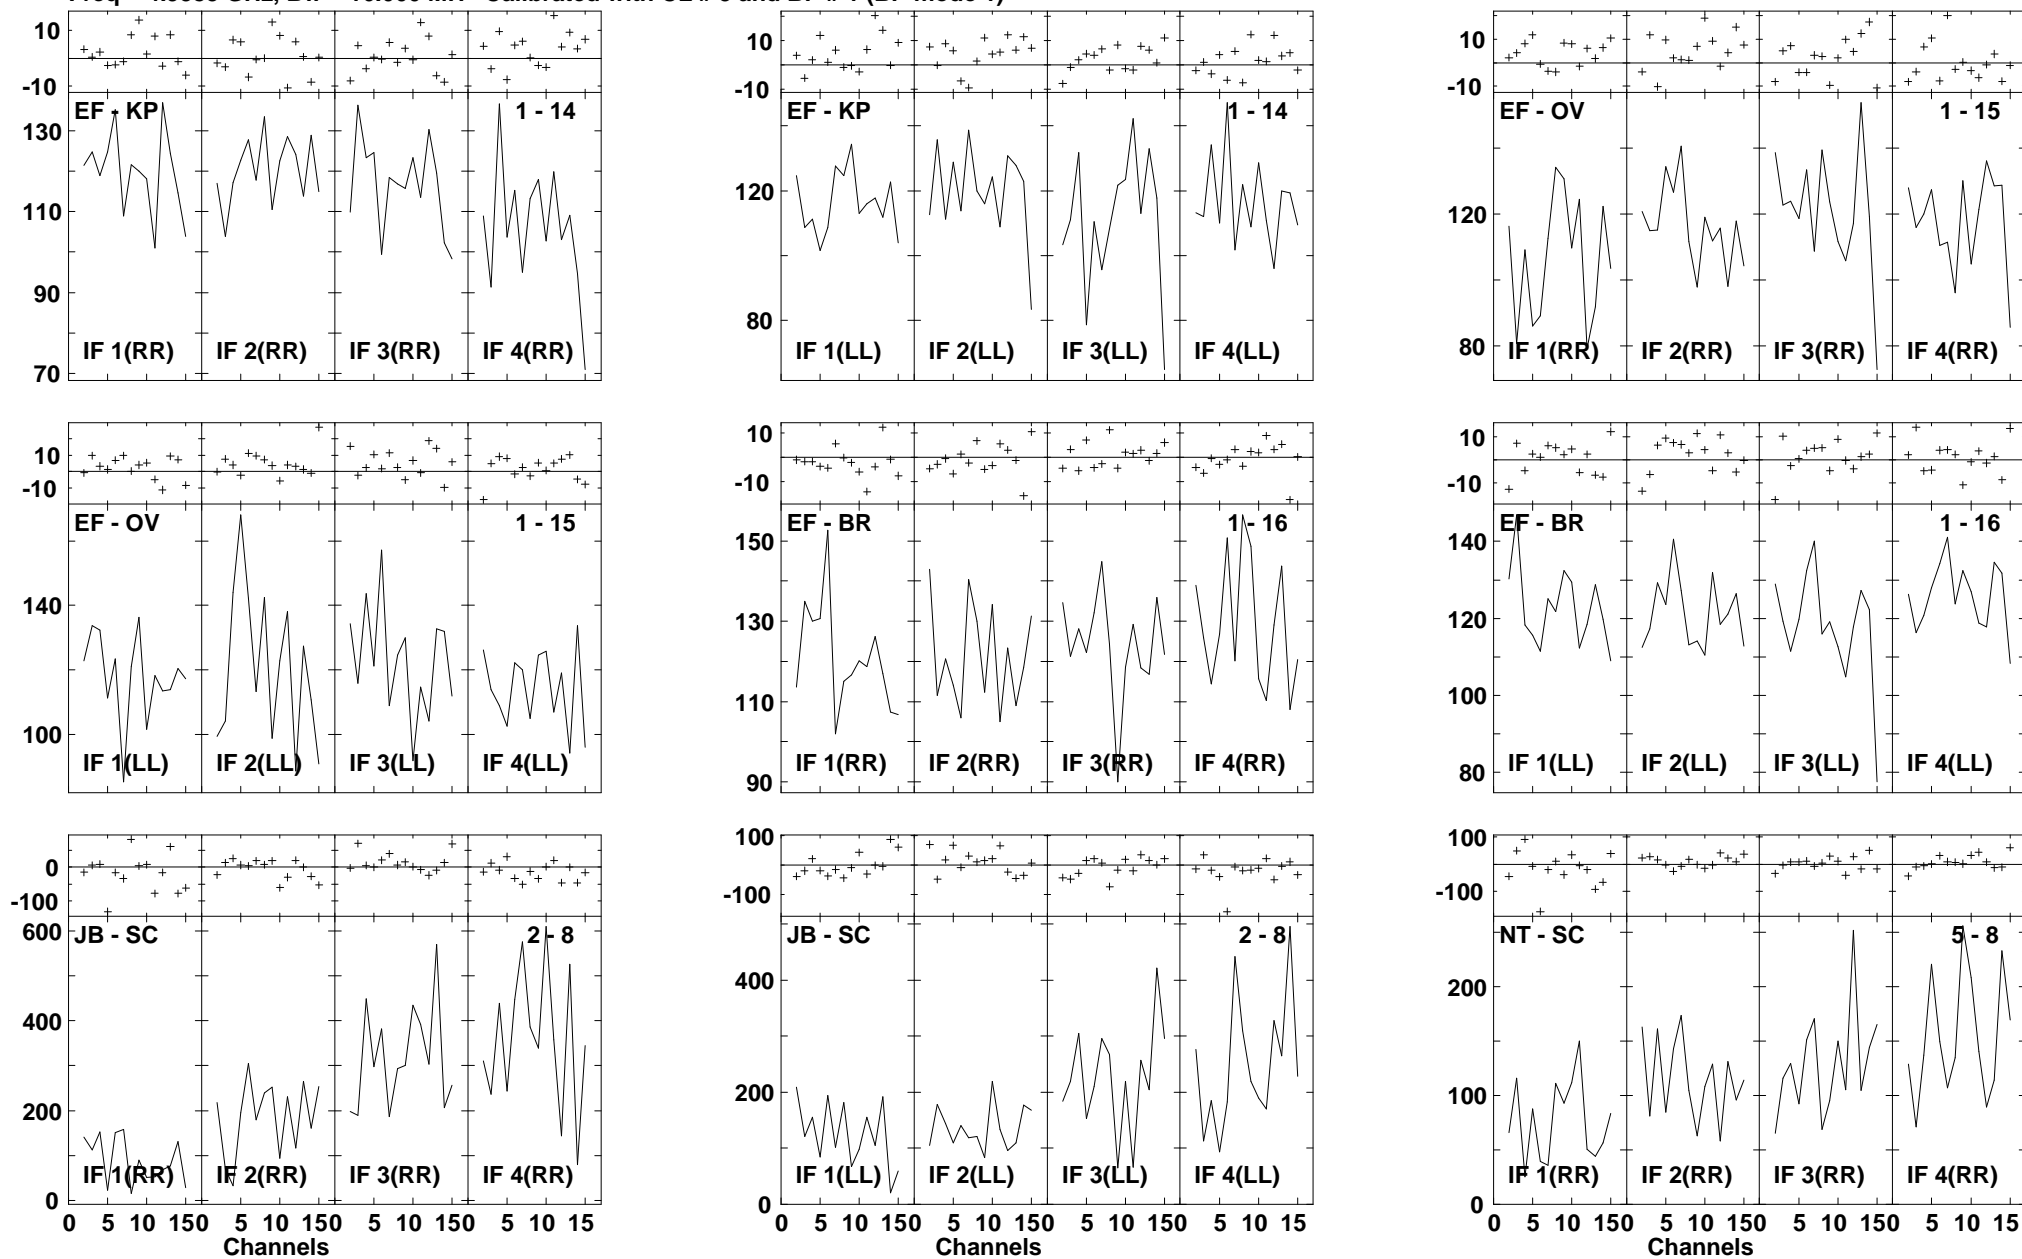 10 10 10
-10 -10 -10
EF - KP 1 - 14 EF - KP 1 - 14 EF - OV 1 - 15
130
120 120
110
90
80 80
70
IF 1(RR) IF 2(RR) IF 3(RR) IF 4(RR) IF 1(LL) IF 2(LL) IF 3(LL) IF 4(LL) IF 1(RR) IF 2(RR) IF 3(RR) IF 4(RR)
10 10 10
-10 -10 -10
EF - OV 1 - 15 EF - BR 1 - 16 EF - BR 1 - 16
150 140
140
130 120
110 100
100
90 80
IF 1(LL) IF 2(LL) IF 3(LL) IF 4(LL) IF 1(RR) IF 2(RR) IF 3(RR) IF 4(RR) IF 1(LL) IF 2(LL) IF 3(LL) IF 4(LL)
100 100
0
-100 -100 -100
JB - SC 2 - 8 JB - SC 2 - 8 NT - SC 5 - 8
600
400 400
200
200 200
100
IF 1(RR) IF 2(RR) IF 3(RR) IF 4(RR) IF 1(LL) IF 2(LL) IF 3(LL) IF 4(LL) IF 1(RR) IF 2(RR) IF 3(RR) IF 4(RR)
0 0 0
0 5 10 15 0 5 10 15 0 5 10 15 0 5 10 15 0 5 10 15 0 5 10 15 0 5 10 15 0 5 10 15 0 5 10 15 0 5 10 15 0 5 10 15 0 5 10 15
Channels Channels Channels